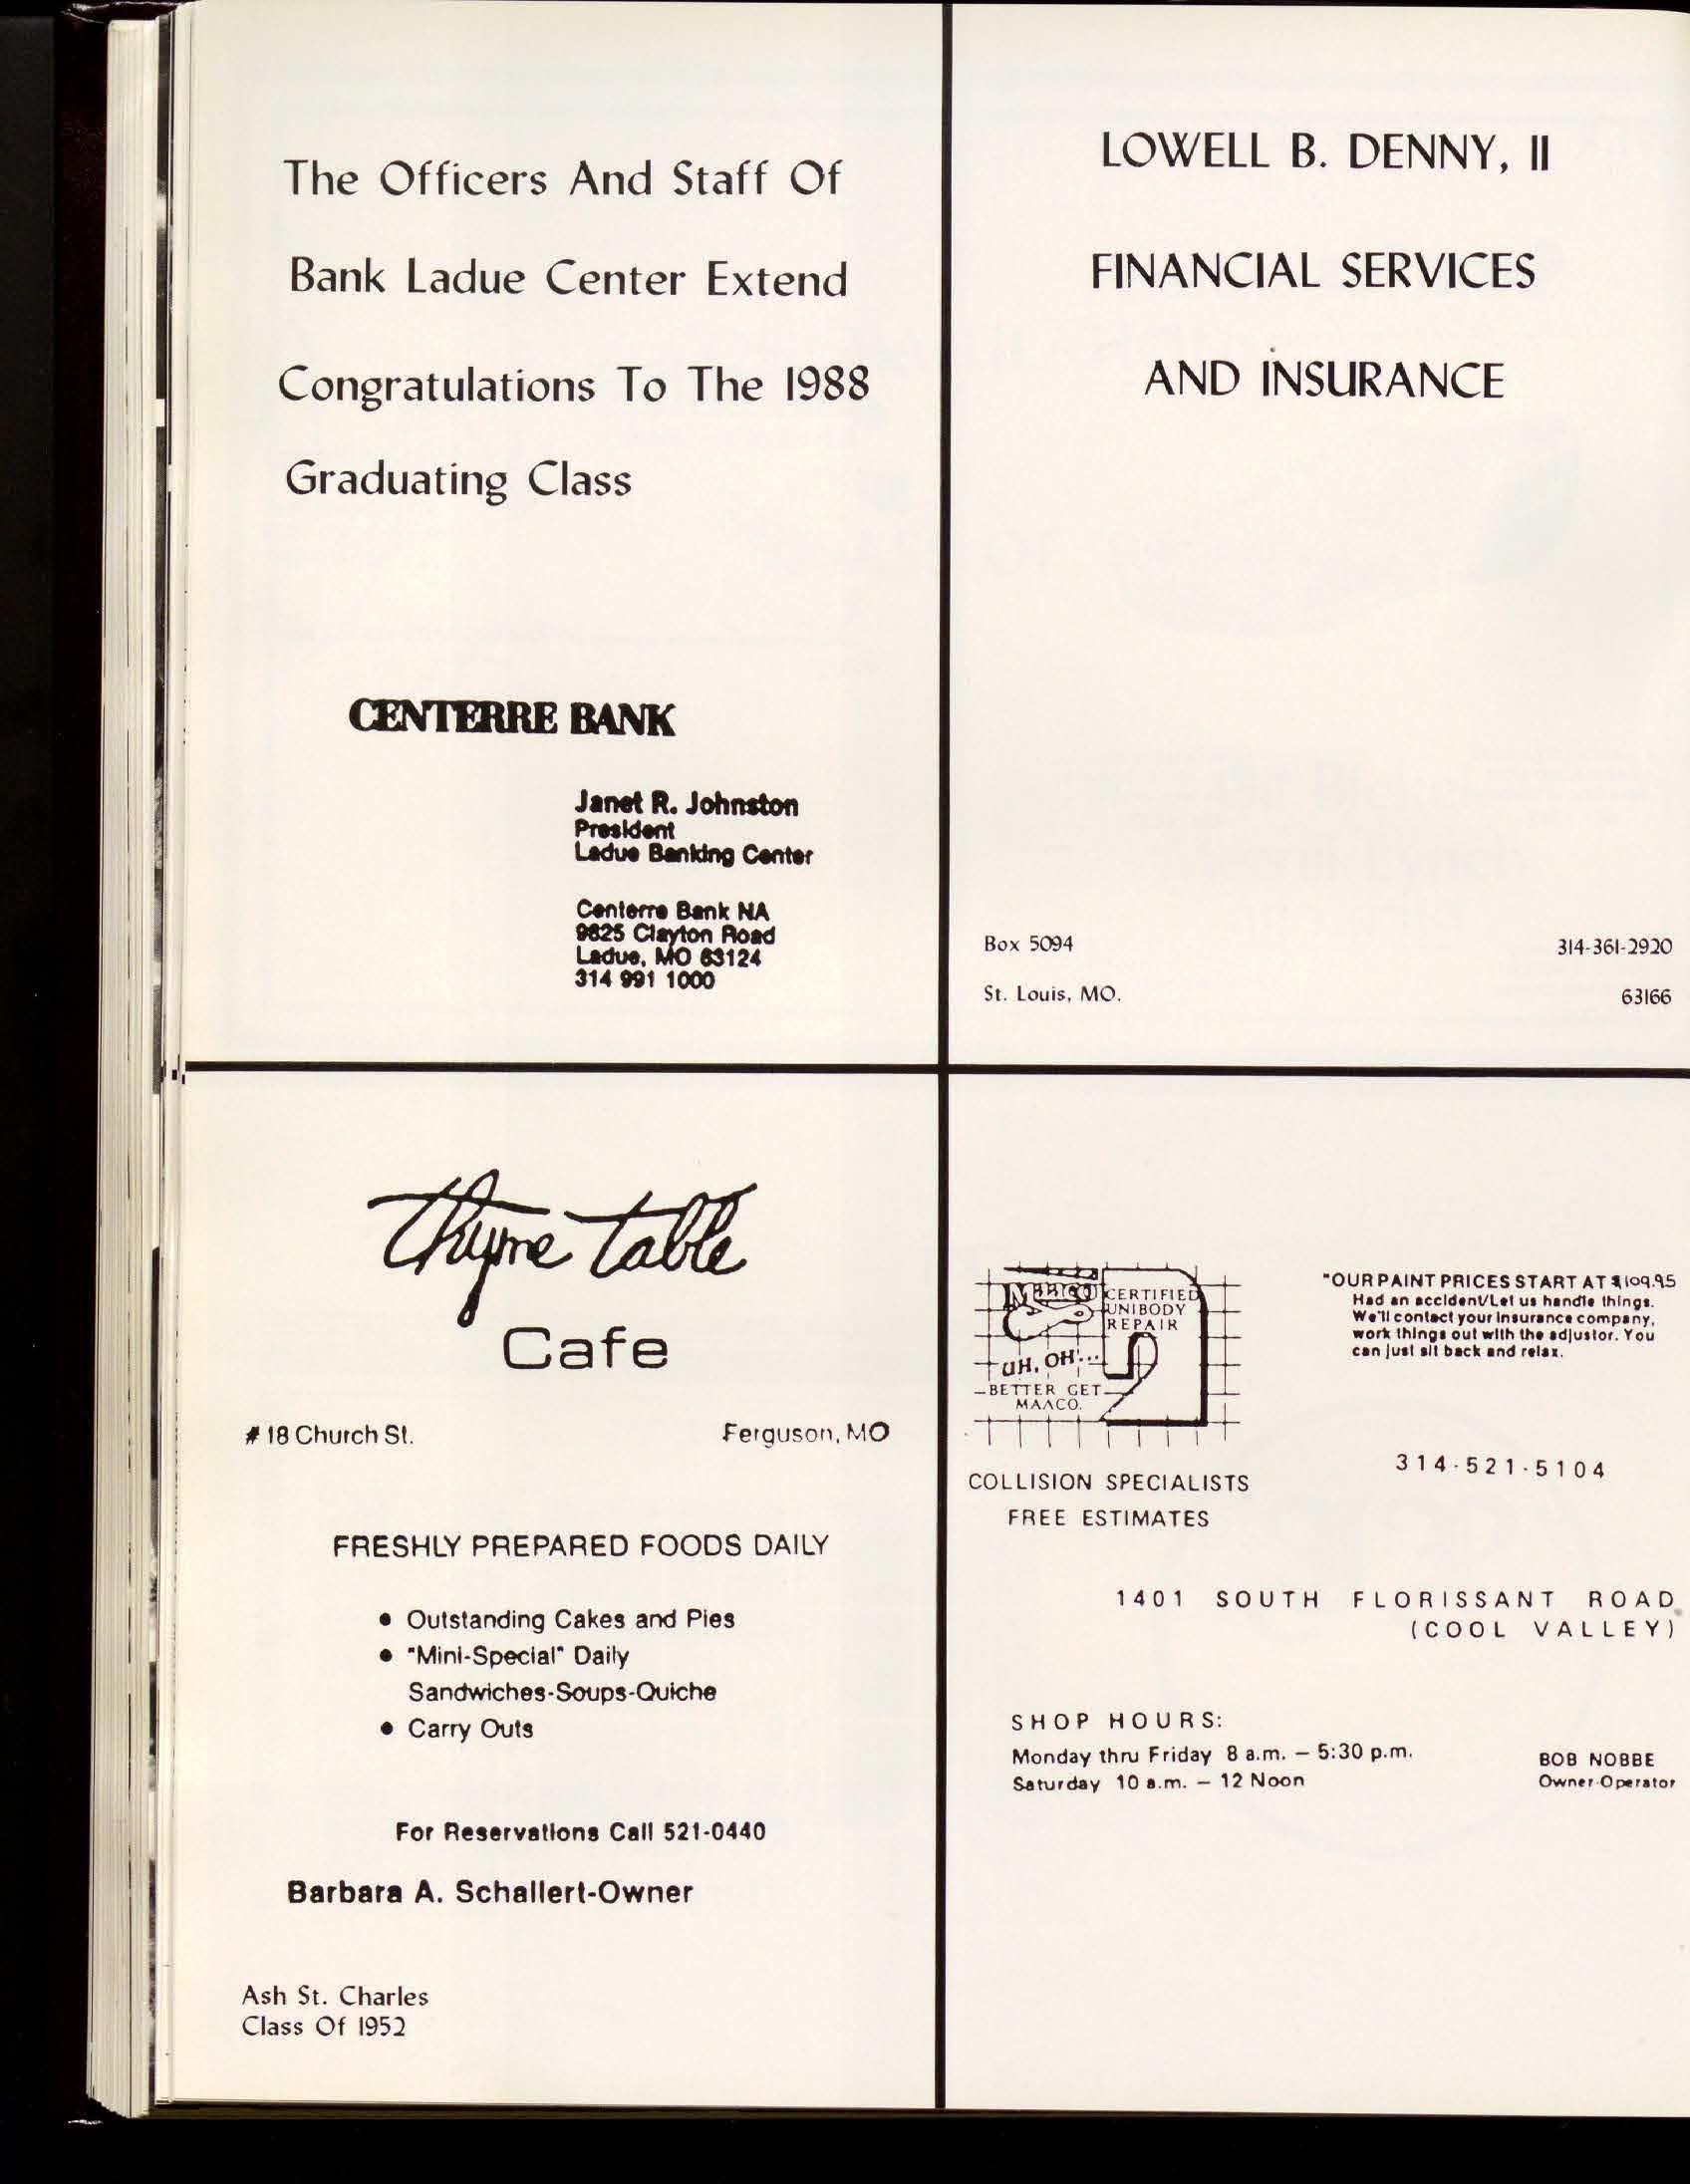 The Officers And Staff Of
Bank Ladue Center Extend
Congratulations To The 1988
Graduating Class
CENTERRE BANK
Janet R. Johnston
President
Ladue Banking Center
Centerre Bank NA
9825 Clayton Road
Ladue, MO 63124
314 991 1000
LOWELL B. DENNY, II
FINANCIAL SERVICES
AND INSURANCE
Box 5094 314-361-2920
St. Louis, MO. 63166
thyme table
Cafe
# 18 Church St. Ferguson, MO
FRESHLY PREPARED FOODS DAILY
• Outstanding Cakes and Pies
• "Mini-Special" Daily
Sandwiches-Soups-Quiche
• Carry Outs
For Reservations Call 521-0440
Barbara A. Schallert-Owner
Ash St. Charles
Class Of 1952
MAACO
CERTIFIED
UNIBODY
REPAIR
UH, OH!...
BETTER GET
MAACO.
COLLISION SPECIALISTS
FREE ESTIMATES
"OUR PAINT PRICES START AT $109.95
Had an accident/Let us handle things.
We'll contact your insurance company,
work things out with the adjustor. You
can just sit back and relax.
314-521-5104
1401 SOUTH FLORISSANT ROAD
(COOL VALLEY)
SHOP HOURS:
Monday thru Friday 8 a.m. – 5:30 p.m.
Saturday 10 a.m. – 12 Noon
BOB NOBBE
Owner-Operator